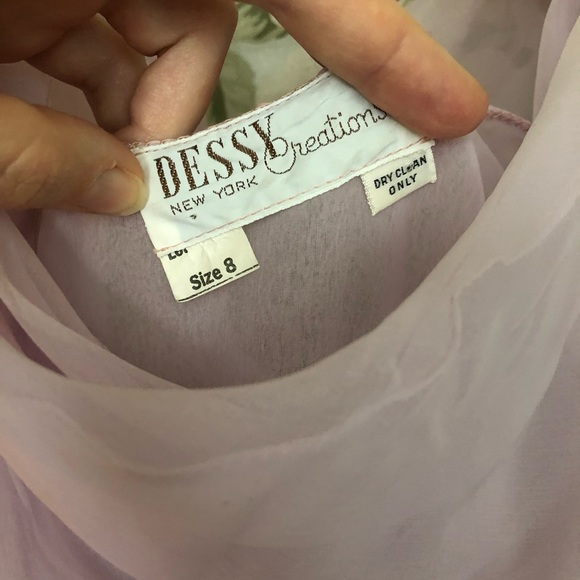 DESSY Creations
NEW YORK
DRY CLEAN
ONLY
Size 8